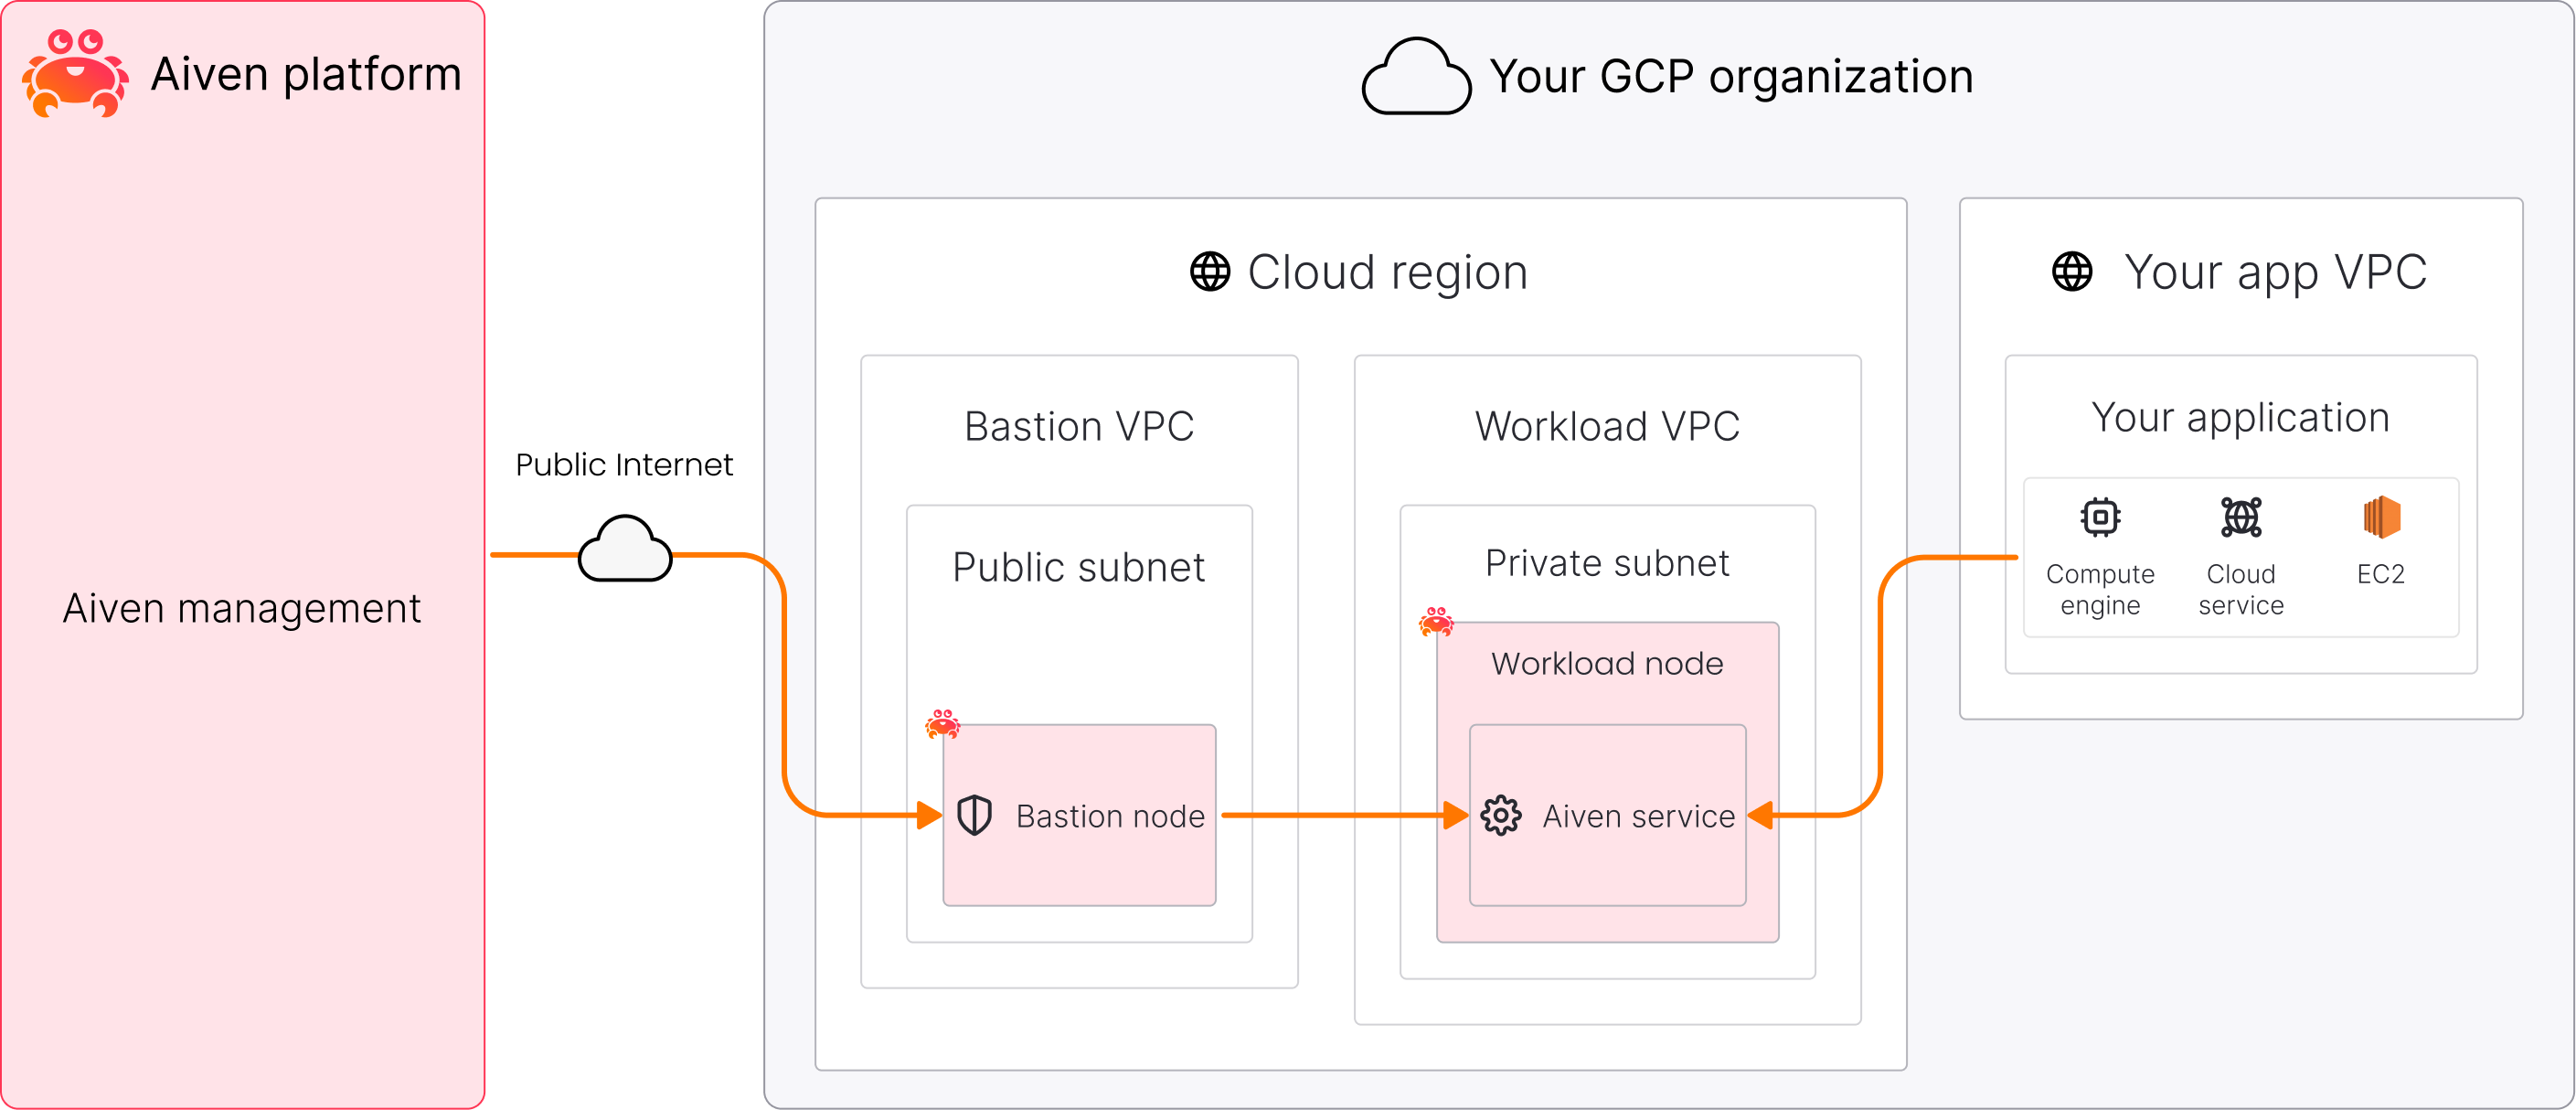 Aiven platform
Aiven management
Public Internet
Your GCP organization
Cloud region
Bastion VPC
Public subnet
Bastion node
Workload VPC
Private subnet
Workload node
Aiven service
Your app VPC
Your application
Compute
engine
Cloud
service
EC2